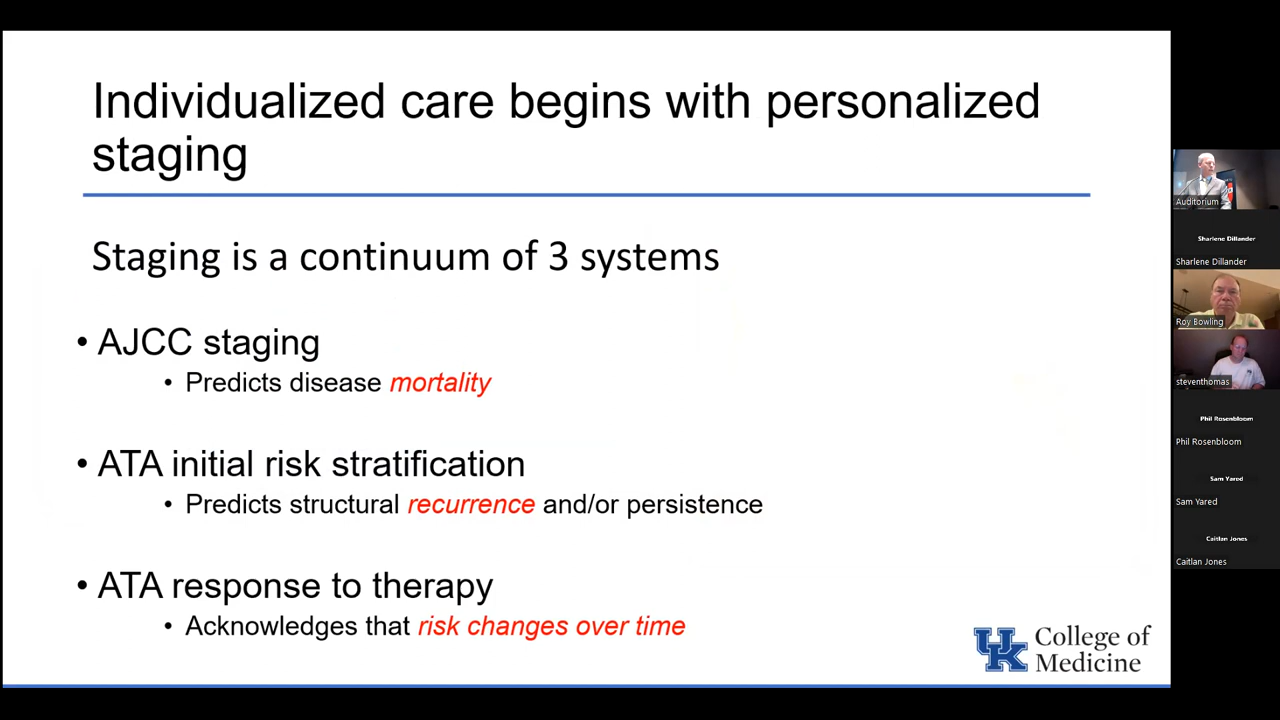 Individualized care begins with personalized
staging
Staging is a continuum of 3 systems
• AJCC staging
• Predicts disease mortality
• ATA initial risk stratification
• Predicts structural recurrence and/or persistence
• ATA response to therapy
• Acknowledges that risk changes over time
UK College of
Medicine
Auditorium
Sharlene Dillander
Sharlene Dillander
Roy Bowling
steventhomas
Phil Rosenbloom
Phil Rosenbloom
Sam Yared
Sam Yared
Caitlan Jones
Caitlan Jones